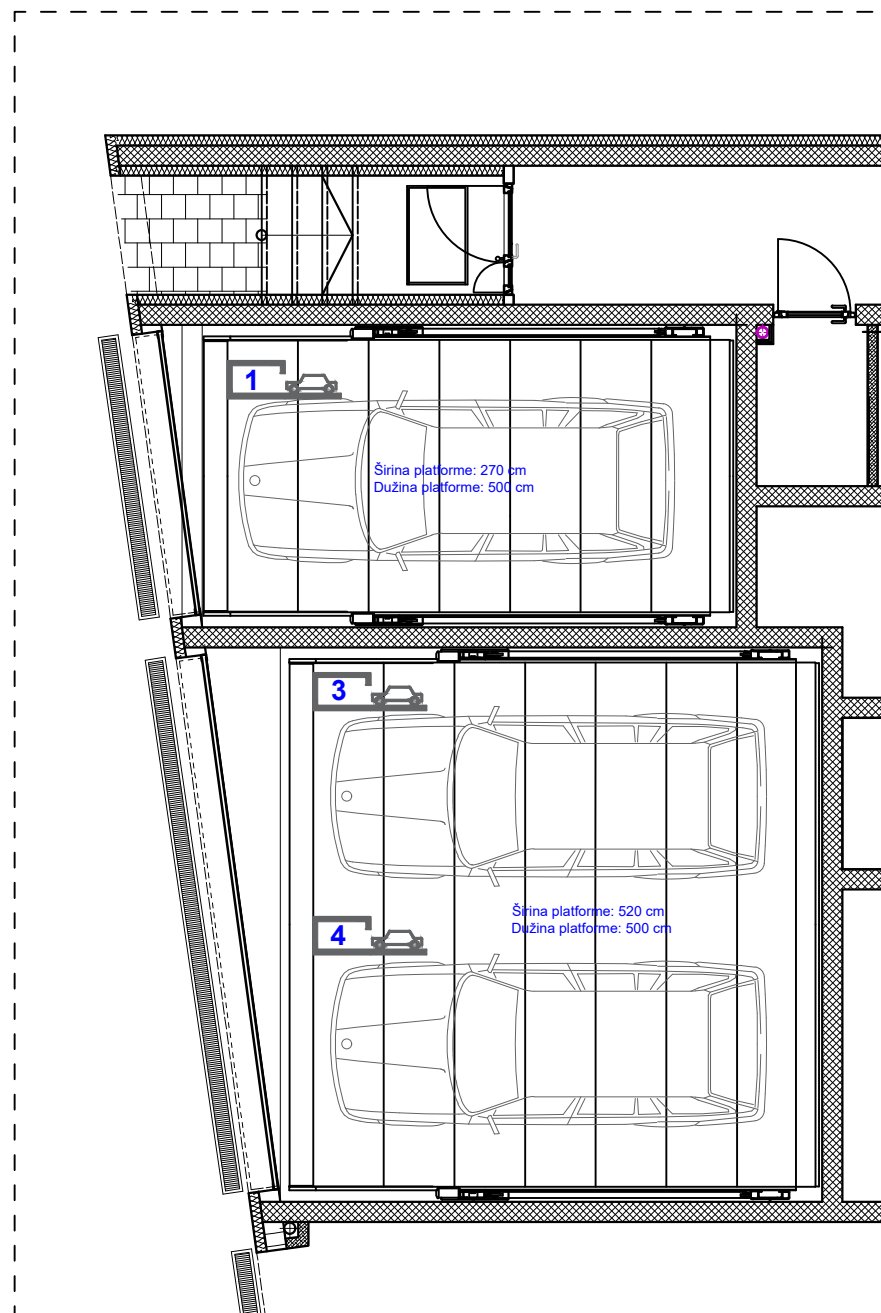 1
Širina platforme: 270 cm
Dužina platforme: 500 cm
3
Širina platforme: 520 cm
Dužina platforme: 500 cm
4